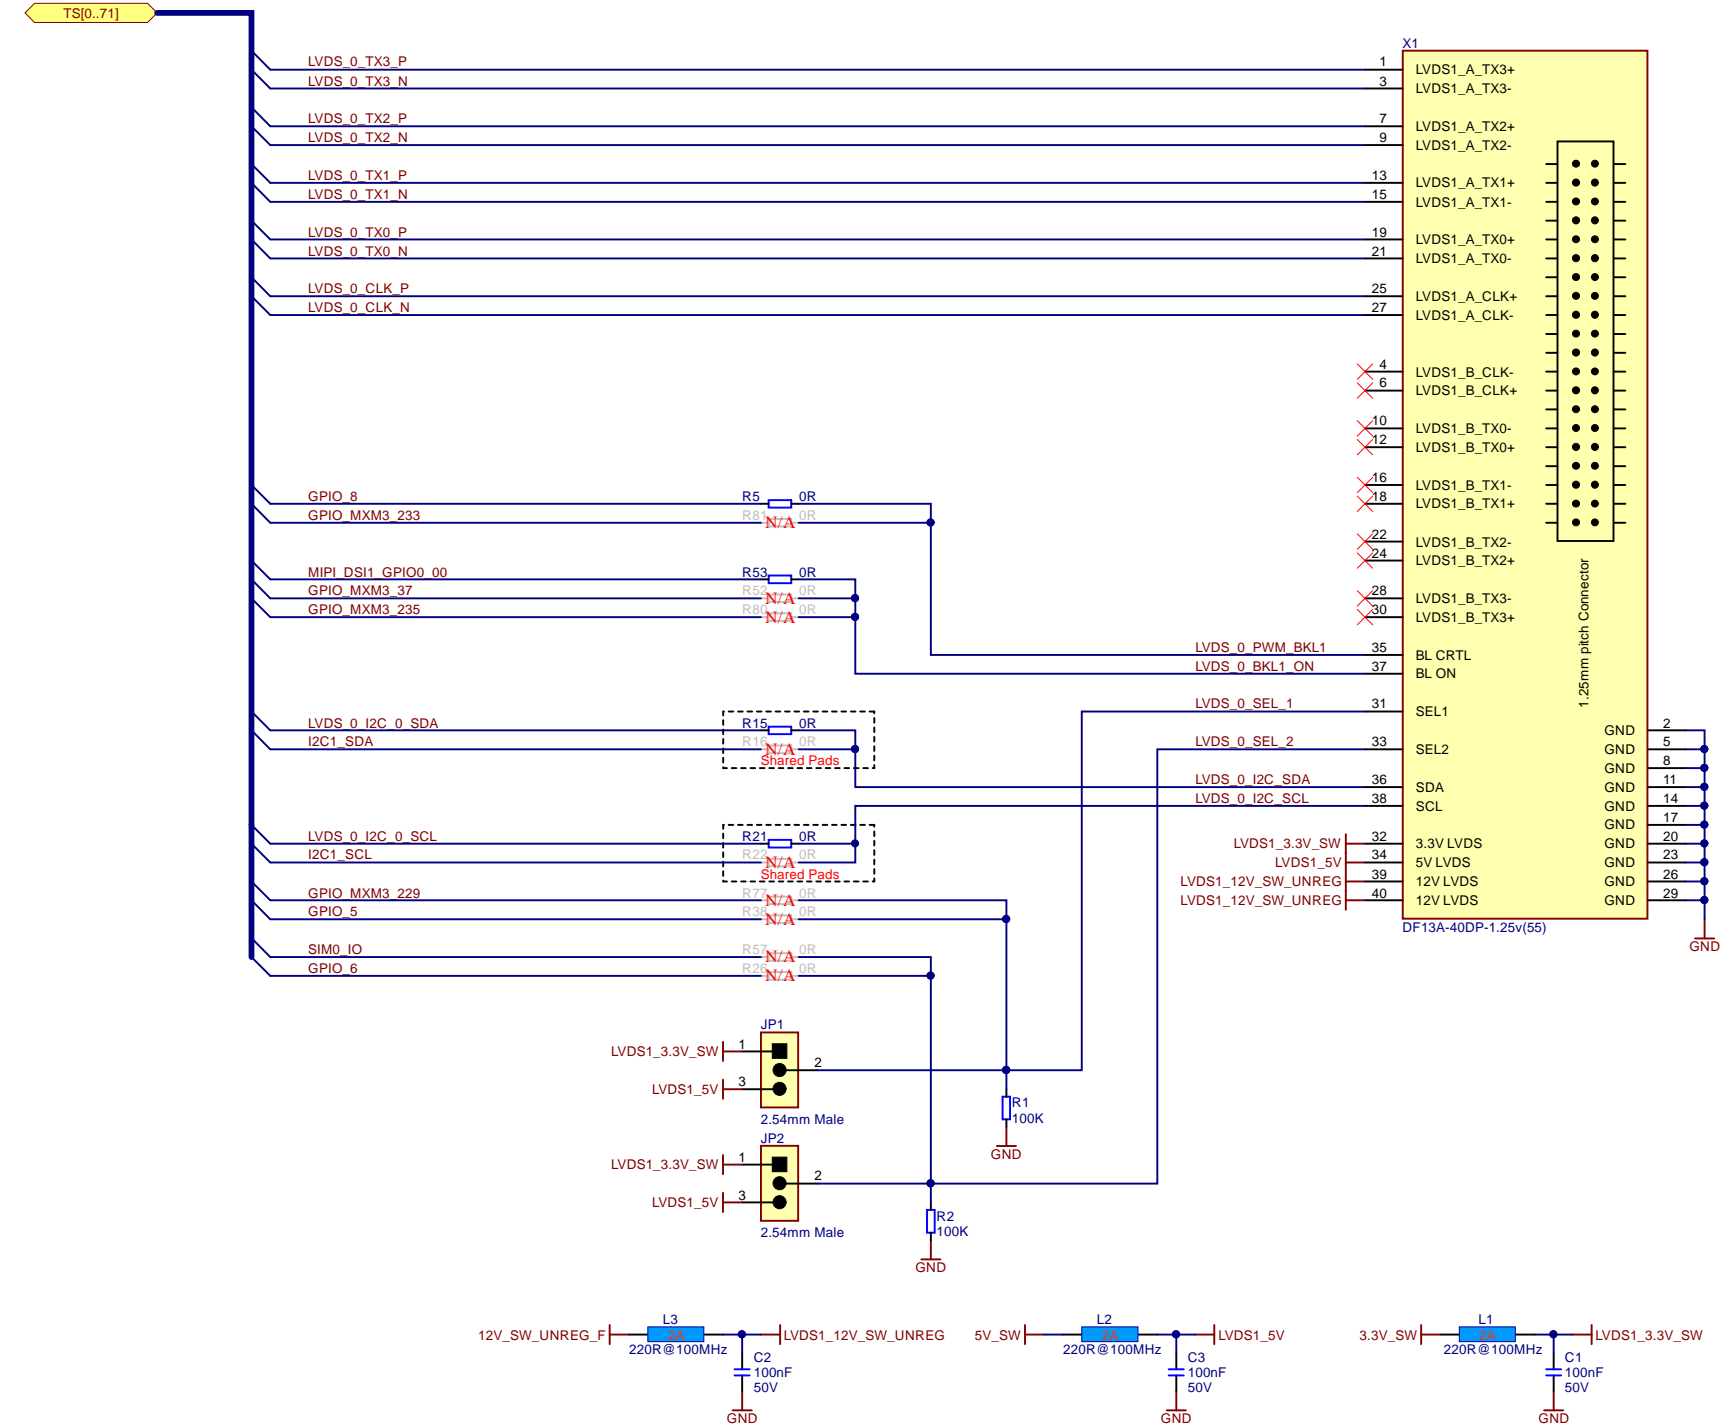 TS[0..71]
X1
LVDS_0_TX3_P 1 LVDS1_A_TX3+
LVDS_0_TX3_N 3 LVDS1_A_TX3-
LVDS_0_TX2_P 7 LVDS1_A_TX2+
LVDS_0_TX2_N 9 LVDS1_A_TX2-
LVDS_0_TX1_P 13 LVDS1_A_TX1+
LVDS_0_TX1_N 15 LVDS1_A_TX1-
LVDS_0_TX0_P 19 LVDS1_A_TX0+
LVDS_0_TX0_N 21 LVDS1_A_TX0-
LVDS_0_CLK_P 25 LVDS1_A_CLK+
LVDS_0_CLK_N 27 LVDS1_A_CLK-
4 LVDS1_B_CLK-
6 LVDS1_B_CLK+
10 LVDS1_B_TX0-
12 LVDS1_B_TX0+
16 LVDS1_B_TX1-
GPIO_8 R5 0R 18 LVDS1_B_TX1+
GPIO_MXM3_233 R81 N/A 0R
22 LVDS1_B_TX2-
24 LVDS1_B_TX2+
MIPI_DSI1_GPIO0_00 R53 0R
GPIO_MXM3_37 R52 N/A 0R 28 LVDS1_B_TX3-
GPIO_MXM3_235 R80 N/A 0R 30 LVDS1_B_TX3+
1.25mm pitch Connector
LVDS_0_PWM_BKL1 35 BL CRTL
LVDS_0_BKL1_ON 37 BL ON
LVDS_0_SEL_1 31 SEL1
LVDS_0_I2C_0_SDA R15 0R GND 2
I2C1_SDA R16 N/A 0R LVDS_0_SEL_2 33 SEL2 GND 5
Shared Pads GND 8
LVDS_0_I2C_SDA 36 SDA GND 11
LVDS_0_I2C_SCL 38 SCL GND 14
GND 17
LVDS_0_I2C_0_SCL R21 0R LVDS1_3.3V_SW 32 3.3V LVDS GND 20
I2C1_SCL R22 N/A 0R LVDS1_5V 34 5V LVDS GND 23
Shared Pads LVDS1_12V_SW_UNREG 39 12V LVDS GND 26
GPIO_MXM3_229 R77 N/A 0R LVDS1_12V_SW_UNREG 40 12V LVDS GND 29
GPIO_5 R38 N/A 0R
DF13A-40DP-1.25v(55)
GND
SIM0_IO R57 N/A 0R
GPIO_6 R26 N/A 0R
JP1
LVDS1_3.3V_SW 1
2
LVDS1_5V 3
2.54mm Male
R1
100K
GND
JP2
LVDS1_3.3V_SW 1
2
LVDS1_5V 3
2.54mm Male
R2
100K
GND
L3 L2 L1
12V_SW_UNREG_F 2A LVDS1_12V_SW_UNREG 5V_SW 2A LVDS1_5V 3.3V_SW 2A LVDS1_3.3V_SW
220R@100MHz 220R@100MHz 220R@100MHz
C2 C3 C1
100nF 100nF 100nF
50V 50V 50V
GND GND GND